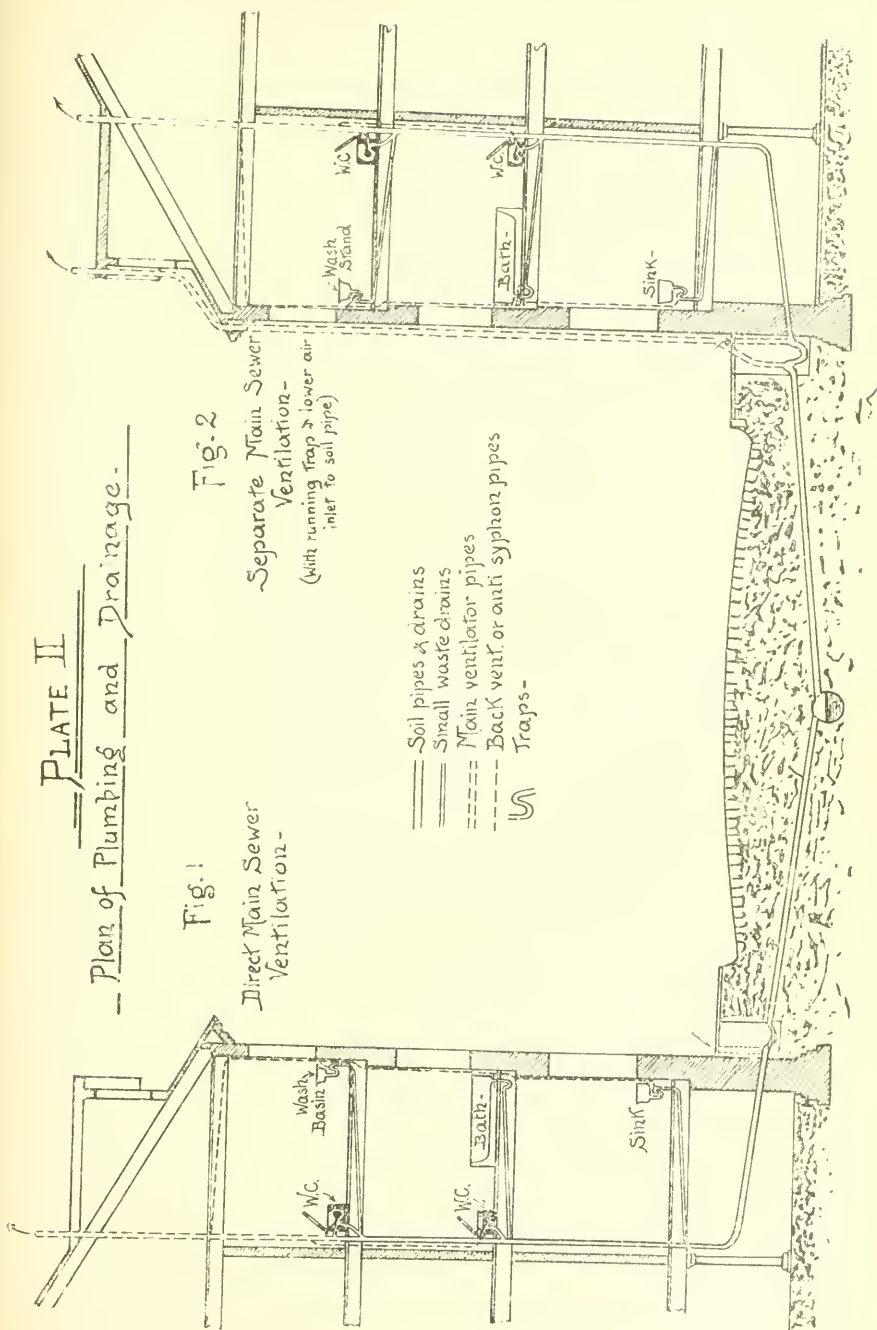 PLATE II
- Plan of Plumbing and Drainage. -
Fig. 1
Direct Main Sewer
Ventilation -
Fig. 2
Separate Main Sewer
Ventilation -
(With running Trap & lower air
inlet to soil pipe)
Soil pipes & drains
Small waste drains
Main ventilator pipes
Back vent or anti syphon pipes
Traps -
W.C.
Wash
Basin
W.C.
Bath -
Sink
Wash
Stand
W.C.
Bath -
W.C.
Sink -